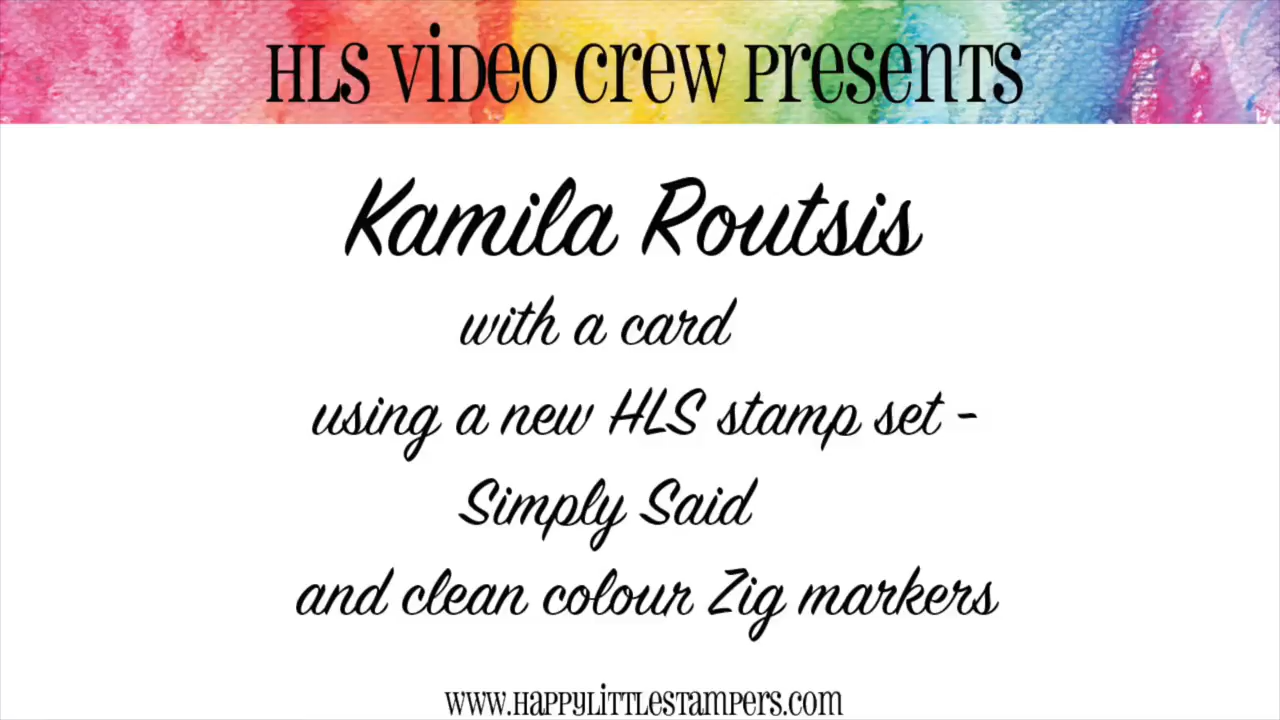 HLS Video Crew Presents
Kamila Routsis
with a card
using a new HLS stamp set -
Simply Said
and clean colour Zig markers
www.happylittlestampers.com